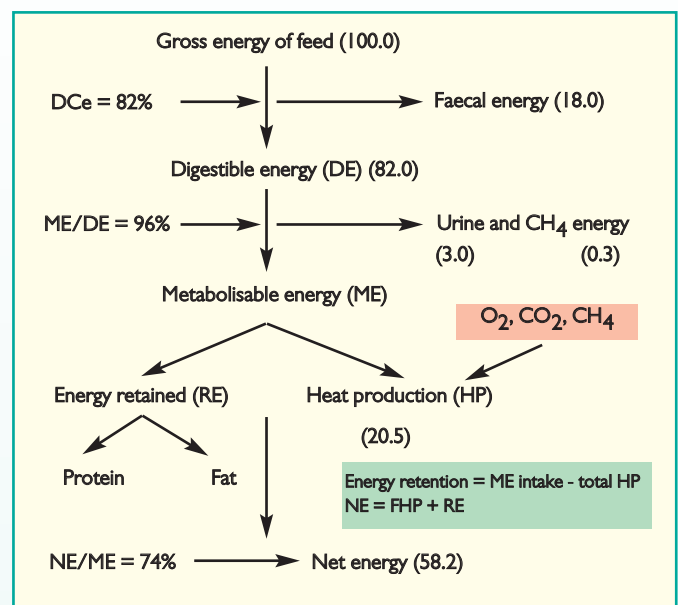 Gross energy of feed (100.0)
DCe = 82%
Faecal energy (18.0)
Digestible energy (DE) (82.0)
ME/DE = 96%
Urine and CH4 energy
(3.0) (0.3)
Metabolisable energy (ME)
O2, CO2, CH4
Energy retained (RE)
Heat production (HP)
(20.5)
Protein
Fat
Energy retention = ME intake - total HP
NE = FHP + RE
NE/ME = 74%
Net energy (58.2)